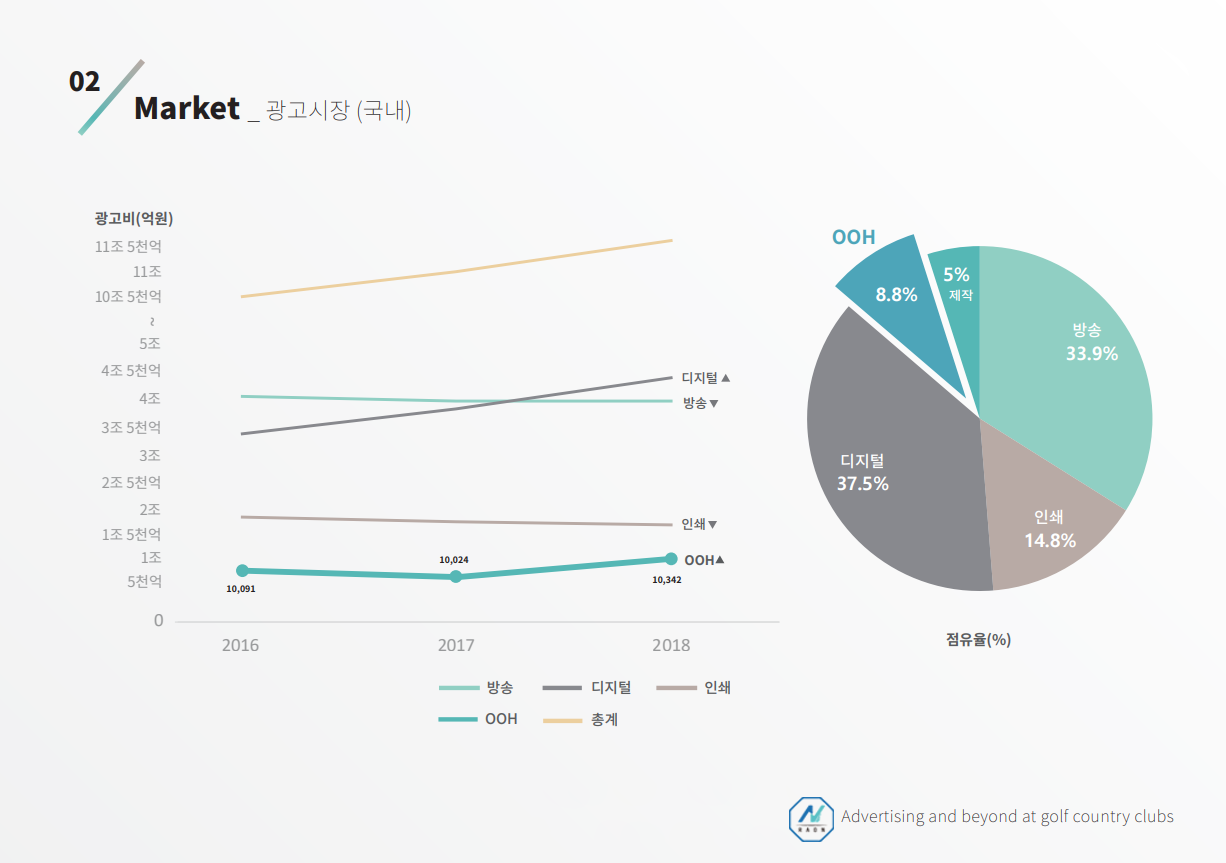 02
Market _ 광고시장 (국내)
광고비(억원)
11조 5천억
11조
10조 5천억
~
5조
4조 5천억
4조
3조 5천억
3조
2조 5천억
2조
1조 5천억
1조
5천억
0
10,091
10,024
10,342
디지털▲
방송▼
인쇄▼
OOH▲
2016 2017 2018
방송 디지털 인쇄
OOH 총계
OOH
8.8%
5%
제작
방송
33.9%
디지털
37.5%
인쇄
14.8%
점유율(%)
RAON
Advertising and beyond at golf country clubs